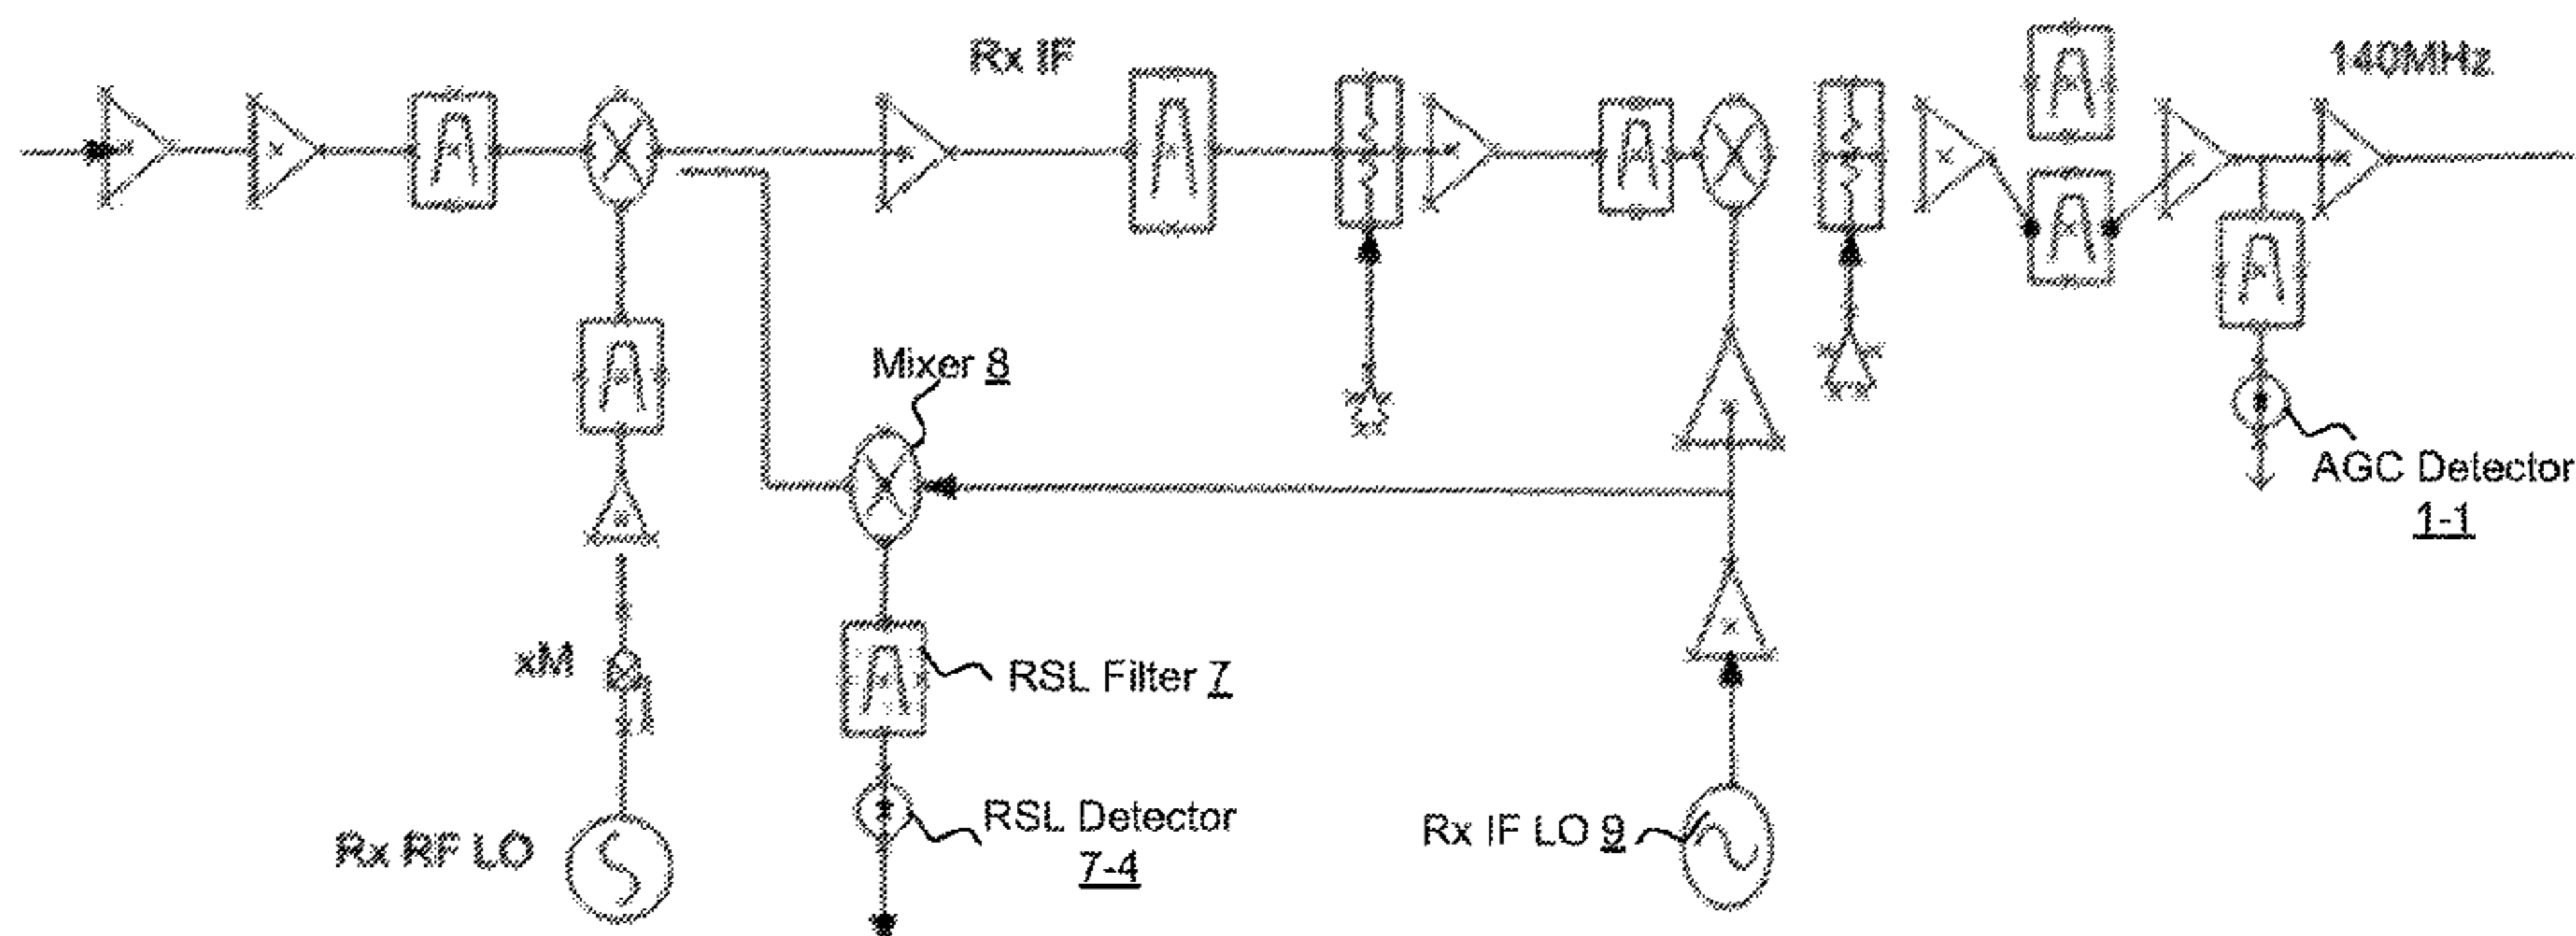 Rx IF
140MHz
Mixer 8
AGC Detector
1-1
xM
RSL Filter 7
Rx RF LO
RSL Detector
7-4
Rx IF LO 9